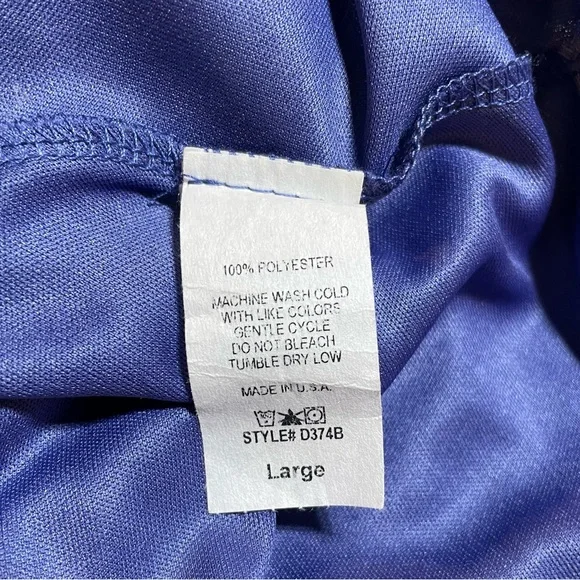 100% POLYESTER
MACHINE WASH COLD
WITH LIKE COLORS
GENTLE CYCLE
DO NOT BLEACH
TUMBLE DRY LOW
MADE IN U.S.A.
STYLE# D374B
Large